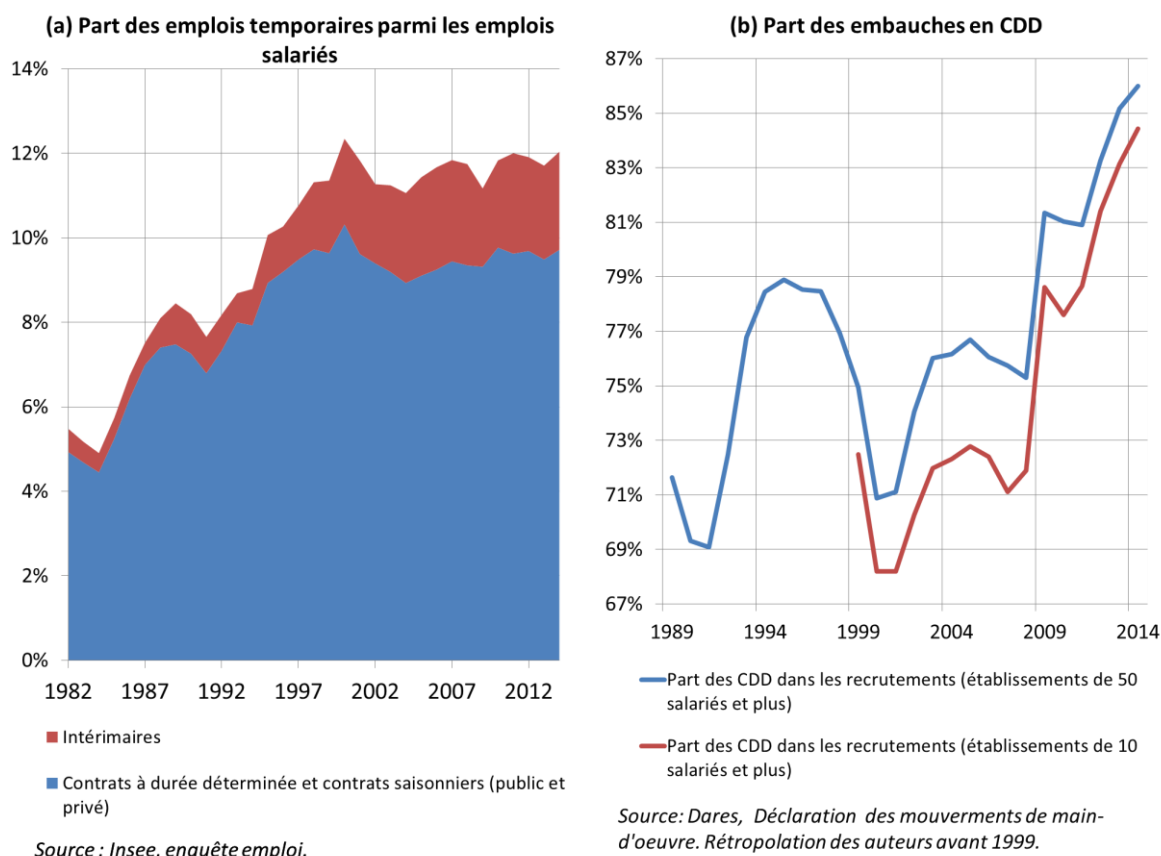 (a) Part des emplois temporaires parmi les emplois
salariés
14%
12%
10%
8%
6%
4%
2%
0%
1982 1987 1992 1997 2002 2007 2012
Intérimaires
Contrats à durée déterminée et contrats saisonniers (public et
privé)
Source : Insee, enquête emploi.
(b) Part des embauches en CDD
87%
85%
83%
81%
79%
77%
75%
73%
71%
69%
67%
1989 1994 1999 2004 2009 2014
Part des CDD dans les recrutements (établissements de 50
salariés et plus)
Part des CDD dans les recrutements (établissements de 10
salariés et plus)
Source: Dares, Déclaration des mouverments de main-
d'oeuvre. Rétropolation des auteurs avant 1999.